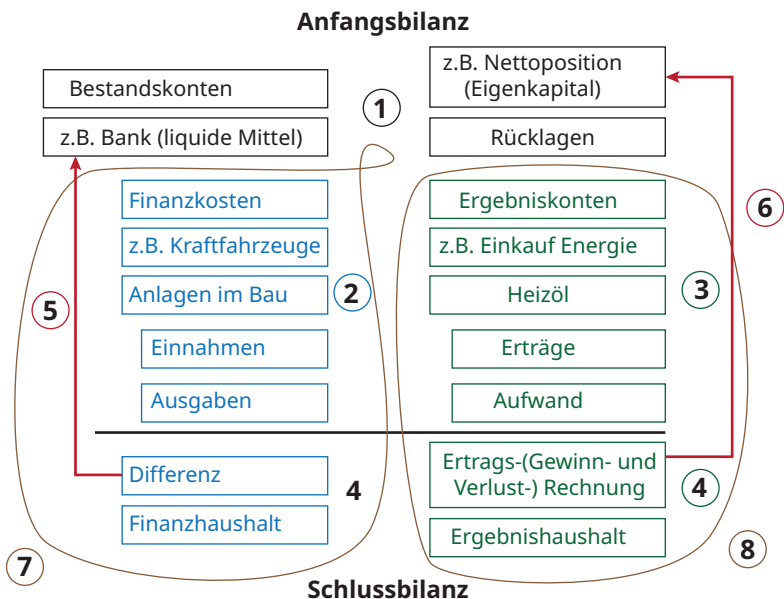 Anfangsbilanz
Bestandskonten
z.B. Bank (liquide Mittel)
1
z.B. Nettoposition
(Eigenkapital)
Rücklagen
Finanzkosten
z.B. Kraftfahrzeuge
Anlagen im Bau
Einnahmen
Ausgaben
2
5
Ergebniskonten
z.B. Einkauf Energie
Heizöl
Erträge
Aufwand
3
6
Differenz
Finanzhaushalt
4
7
Ertrags-(Gewinn- und
Verlust-) Rechnung
Ergebnishaushalt
4
8
Schlussbilanz